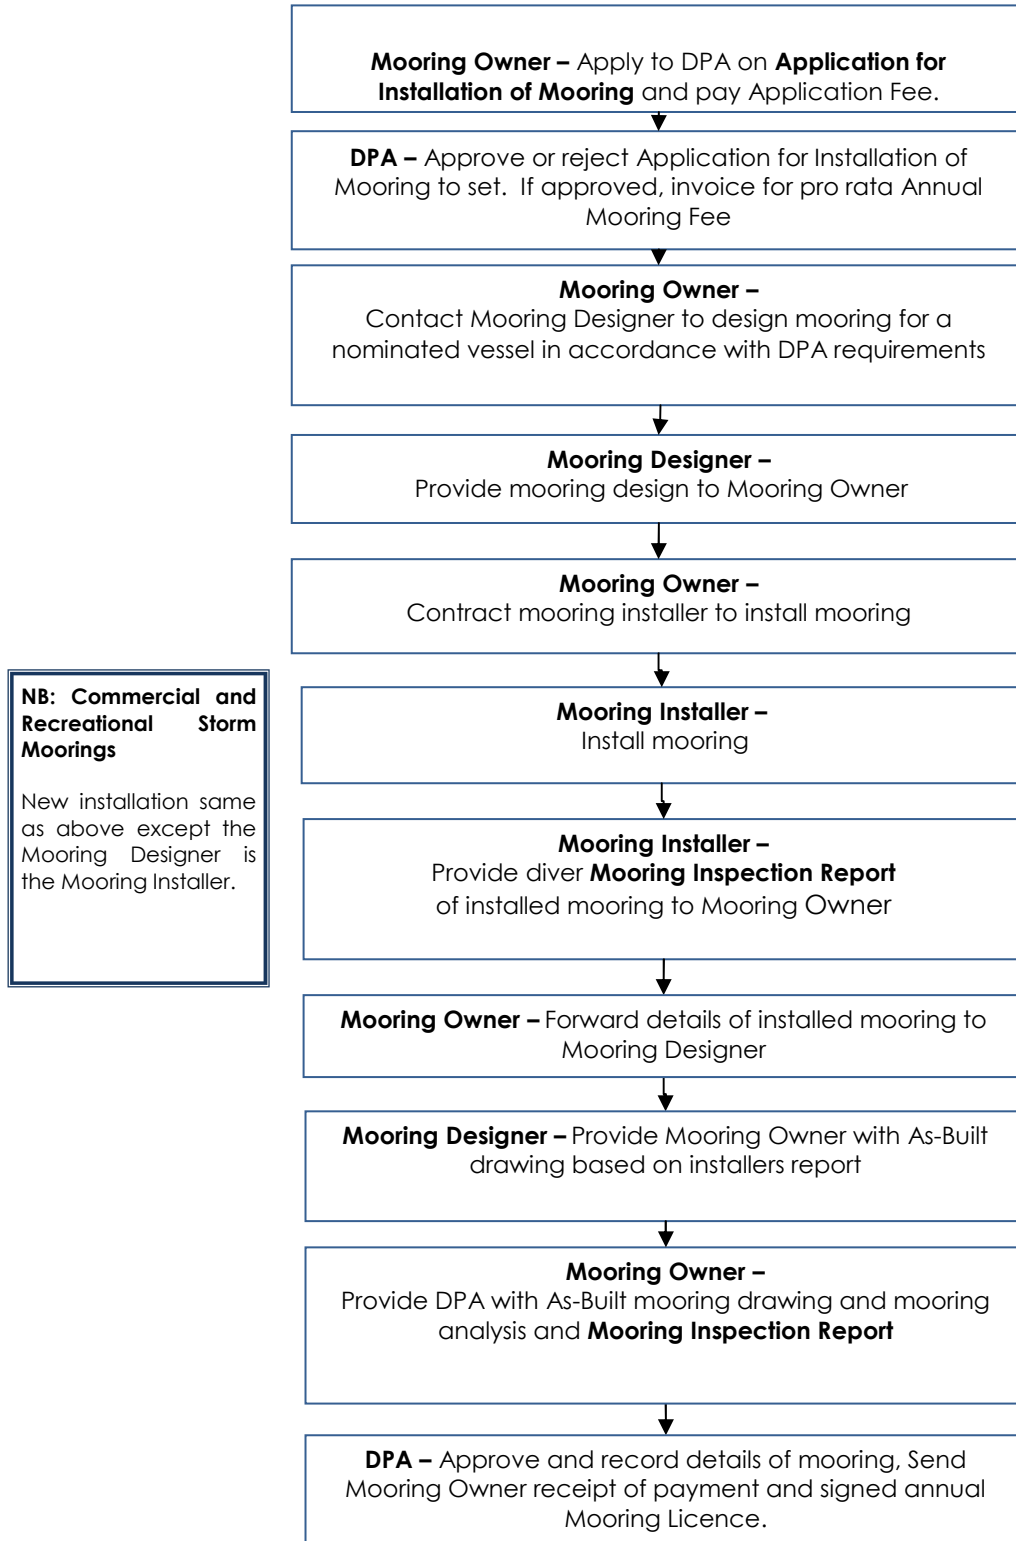 Mooring Owner – Apply to DPA on Application for
Installation of Mooring and pay Application Fee.
DPA – Approve or reject Application for Installation of
Mooring to set.  If approved, invoice for pro rata Annual
Mooring Fee
Mooring Owner –
Contact Mooring Designer to design mooring for a
nominated vessel in accordance with DPA requirements
Mooring Designer –
Provide mooring design to Mooring Owner
Mooring Owner –
Contract mooring installer to install mooring
NB: Commercial and
Recreational Storm
Moorings
New installation same
as above except the
Mooring Designer is
the Mooring Installer.
Mooring Installer –
Install mooring
Mooring Installer –
Provide diver Mooring Inspection Report
of installed mooring to Mooring Owner
Mooring Owner – Forward details of installed mooring to
Mooring Designer
Mooring Designer – Provide Mooring Owner with As-Built
drawing based on installers report
Mooring Owner –
Provide DPA with As-Built mooring drawing and mooring
analysis and Mooring Inspection Report
DPA – Approve and record details of mooring, Send
Mooring Owner receipt of payment and signed annual
Mooring Licence.